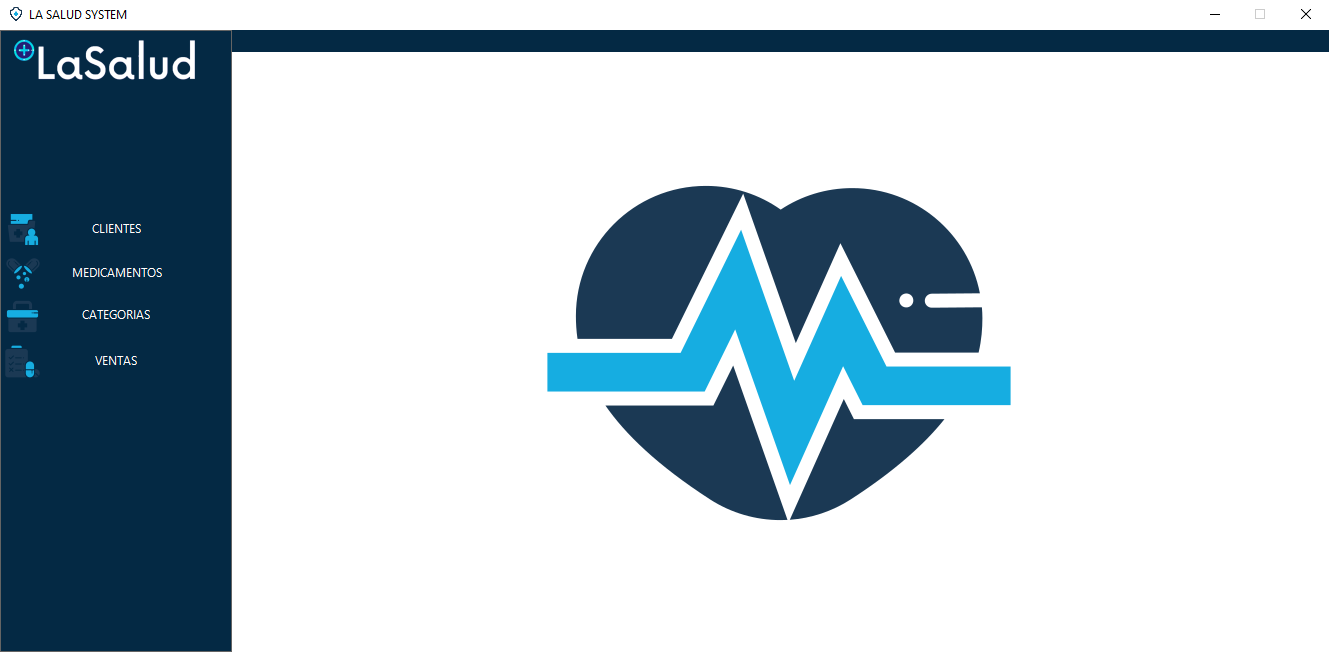 LA SALUD SYSTEM
LaSalud
CLIENTES
MEDICAMENTOS
CATEGORIAS
VENTAS